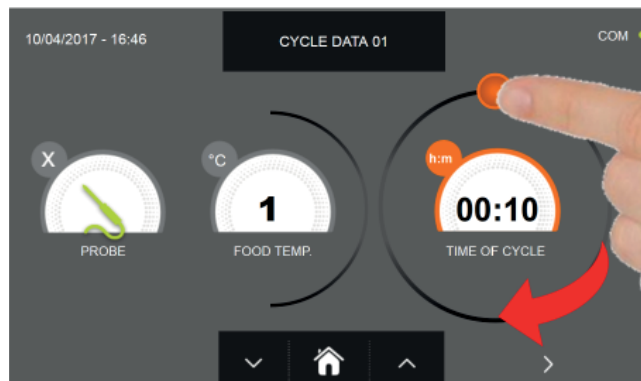 10/04/2017 - 16:46
CYCLE DATA 01
COM
X
°C
h:m
1
00:10
PROBE
FOOD TEMP.
TIME OF CYCLE